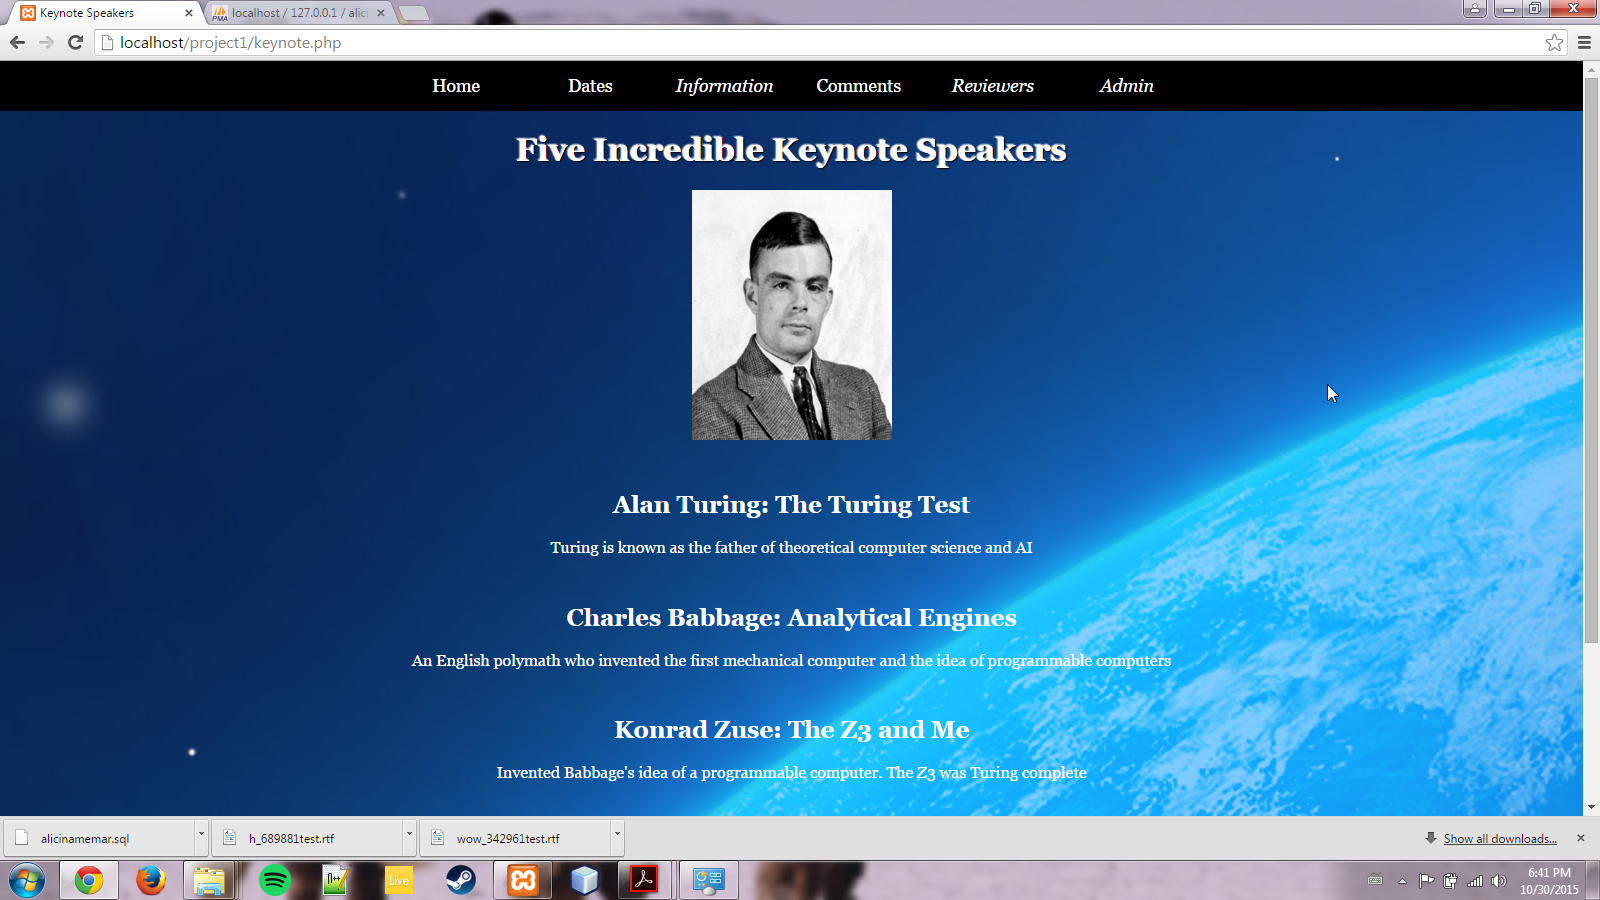 Keynote Speakers
localhost / 127.0.0.1 / alici
localhost/project1/keynote.php
Home Dates Information Comments Reviewers Admin
Five Incredible Keynote Speakers
Alan Turing: The Turing Test
Turing is known as the father of theoretical computer science and AI
Charles Babbage: Analytical Engines
An English polymath who invented the first mechanical computer and the idea of programmable computers
Konrad Zuse: The Z3 and Me
Invented Babbage's idea of a programmable computer. The Z3 was Turing complete
alicinamemar.sql
h_689881test.rtf
wow_342961test.rtf
Show all downloads...
Live
6:41 PM
10/30/2015
PMA